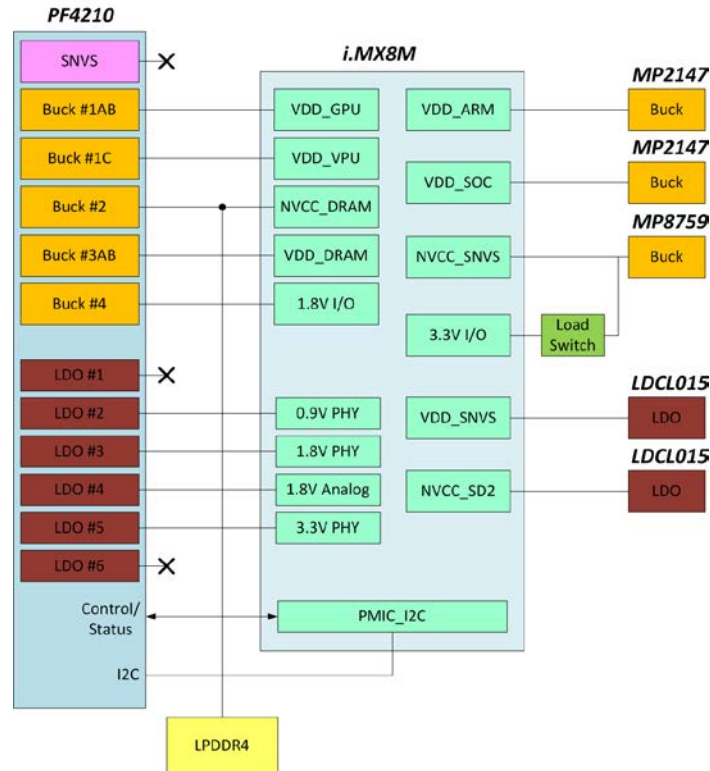 PF4210
SNVS
Buck #1AB
Buck #1C
Buck #2
Buck #3AB
Buck #4
LDO #1
LDO #2
LDO #3
LDO #4
LDO #5
LDO #6
Control/
Status
I2C
i.MX8M
VDD_GPU
VDD_VPU
NVCC_DRAM
VDD_DRAM
1.8V I/O
0.9V PHY
1.8V PHY
1.8V Analog
3.3V PHY
VDD_ARM
VDD_SOC
NVCC_SNVS
3.3V I/O
VDD_SNVS
NVCC_SD2
PMIC_I2C
Load
Switch
MP2147
Buck
MP2147
Buck
MP8759
Buck
LDCL015
LDO
LDCL015
LDO
LPDDR4